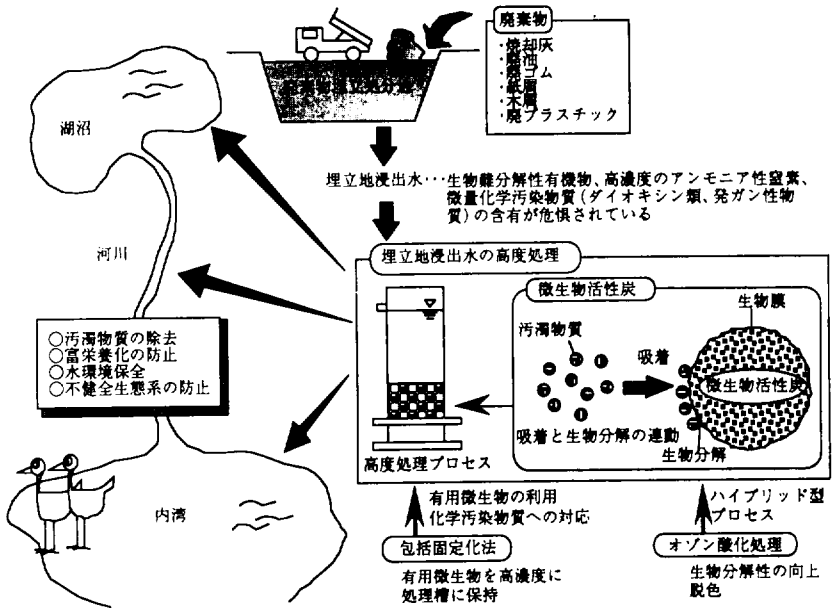 廃棄物
・焼却灰
・廃油
・廃ゴム
・紙屑
・木屑
・廃プラスチック
廃棄物埋立処分地
湖沼
埋立地浸出水･･･生物難分解性有機物、高濃度のアンモニア性窒素、
微量化学汚染物質(ダイオキシン類、発ガン性物
質)の含有が危惧されている
河川
埋立地浸出水の高度処理
微生物活性炭
生物膜
汚濁物質
吸着
微生物活性炭
吸着と生物分解の連動
生物分解
高度処理プロセス
○汚濁物質の除去
○富栄養化の防止
○水環境保全
○不健全生態系の防止
内湾
有用微生物の利用
化学汚染物質への対応
ハイブリッド型
プロセス
包括固定化法
オゾン酸化処理
有用微生物を高濃度に
処理槽に保持
生物分解性の向上
脱色